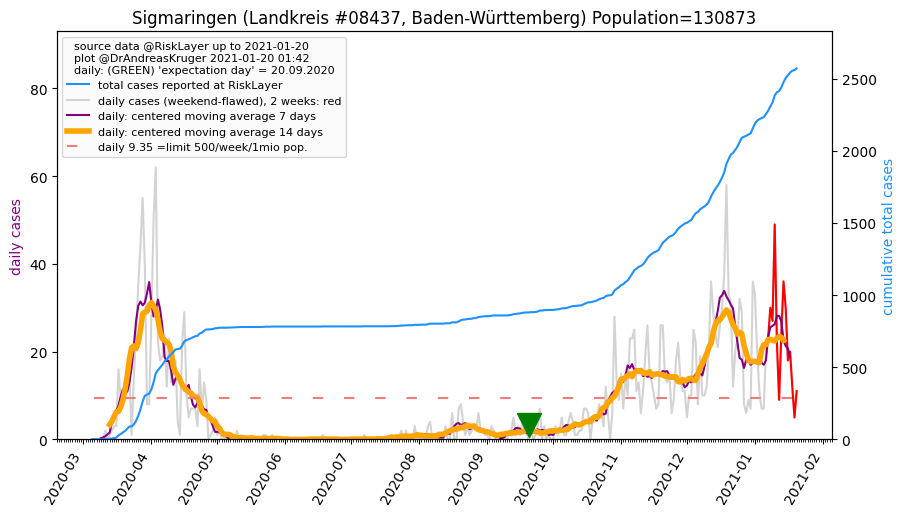 Sigmaringen (Landkreis #08437, Baden-Württemberg) Population=130873
source data @RiskLayer up to 2021-01-20
plot @DrAndreasKruger 2021-01-20 01:42
daily: (GREEN) 'expectation day' = 20.09.2020
total cases reported at RiskLayer
daily cases (weekend-flawed), 2 weeks: red
daily: centered moving average 7 days
daily: centered moving average 14 days
daily 9.35 =limit 500/week/1mio pop.
daily cases
80
60
40
20
0
cumulative total cases
2500
2000
1500
1000
500
0
2020-03
2020-04
2020-05
2020-06
2020-07
2020-08
2020-09
2020-10
2020-11
2020-12
2021-01
2021-02